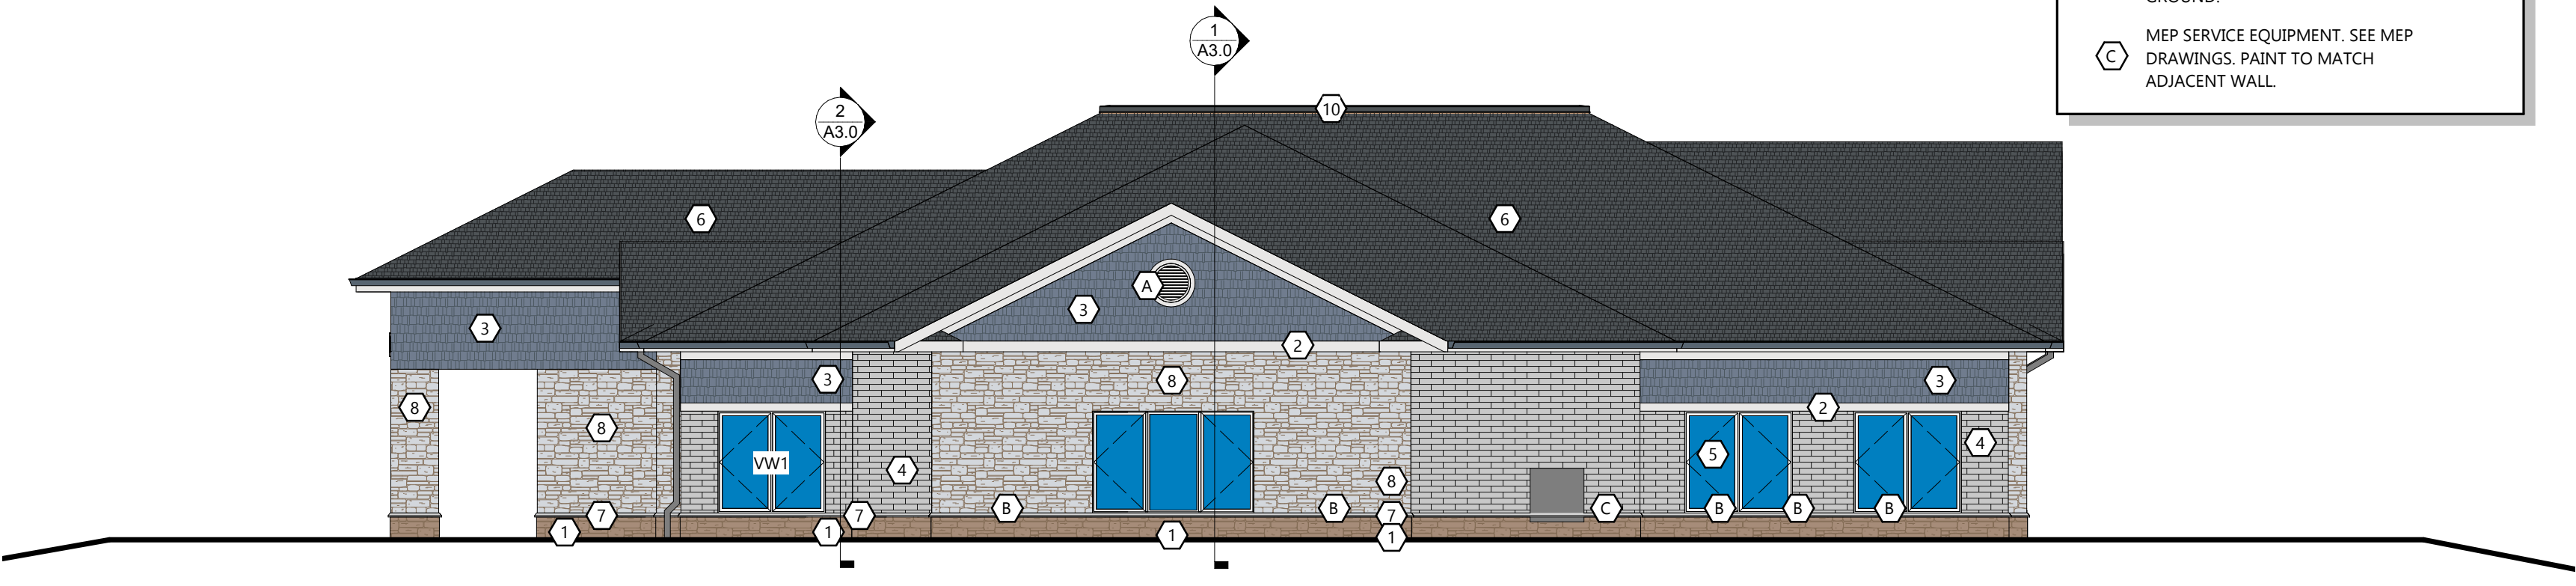 GROUND.
C
MEP SERVICE EQUIPMENT. SEE MEP
DRAWINGS. PAINT TO MATCH
ADJACENT WALL.
1
A3.0
2
A3.0
10
6
6
A
3
3
2
3
3
8
8
2
8
4
4
5
VW1
8
B
B
C
B
B
B
7
7
7
1
1
1
1